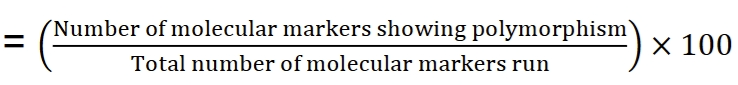 = (Number of molecular markers showing polymorphism / Total number of molecular markers run) × 100